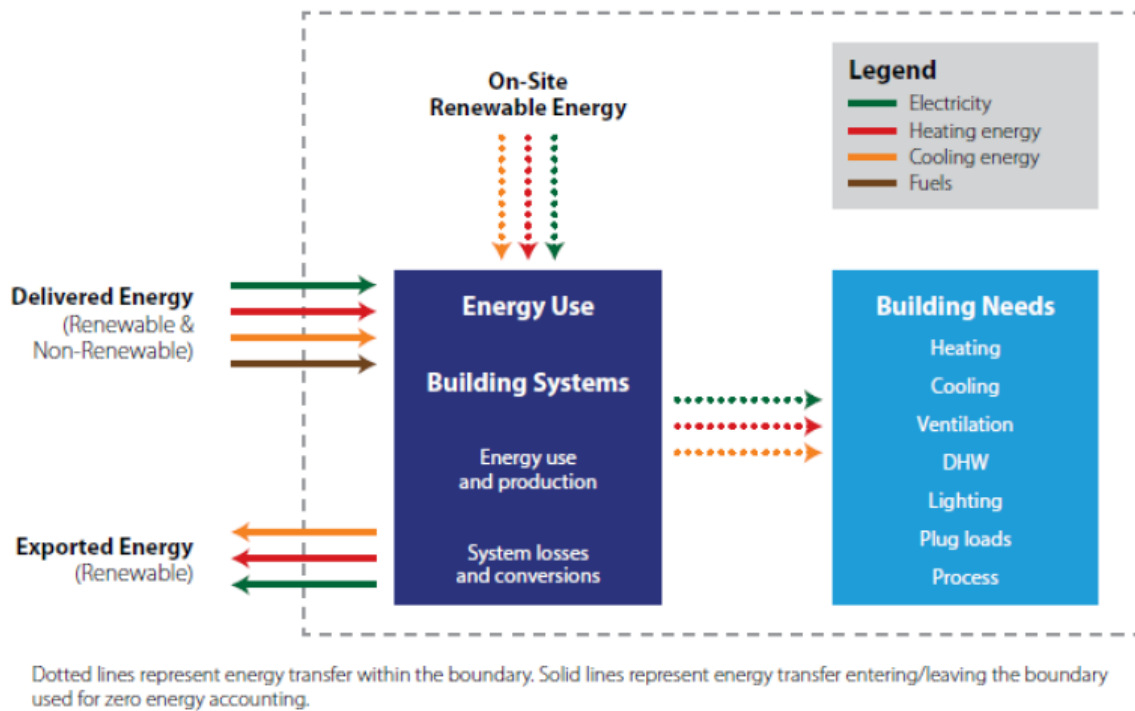 On-Site
Renewable Energy
Legend
Electricity
Heating energy
Cooling energy
Fuels
Delivered Energy
(Renewable &
Non-Renewable)
Energy Use
Building Systems
Energy use
and production
System losses
and conversions
Building Needs
Heating
Cooling
Ventilation
DHW
Lighting
Plug loads
Process
Exported Energy
(Renewable)
Dotted lines represent energy transfer within the boundary. Solid lines represent energy transfer entering/leaving the boundary
used for zero energy accounting.